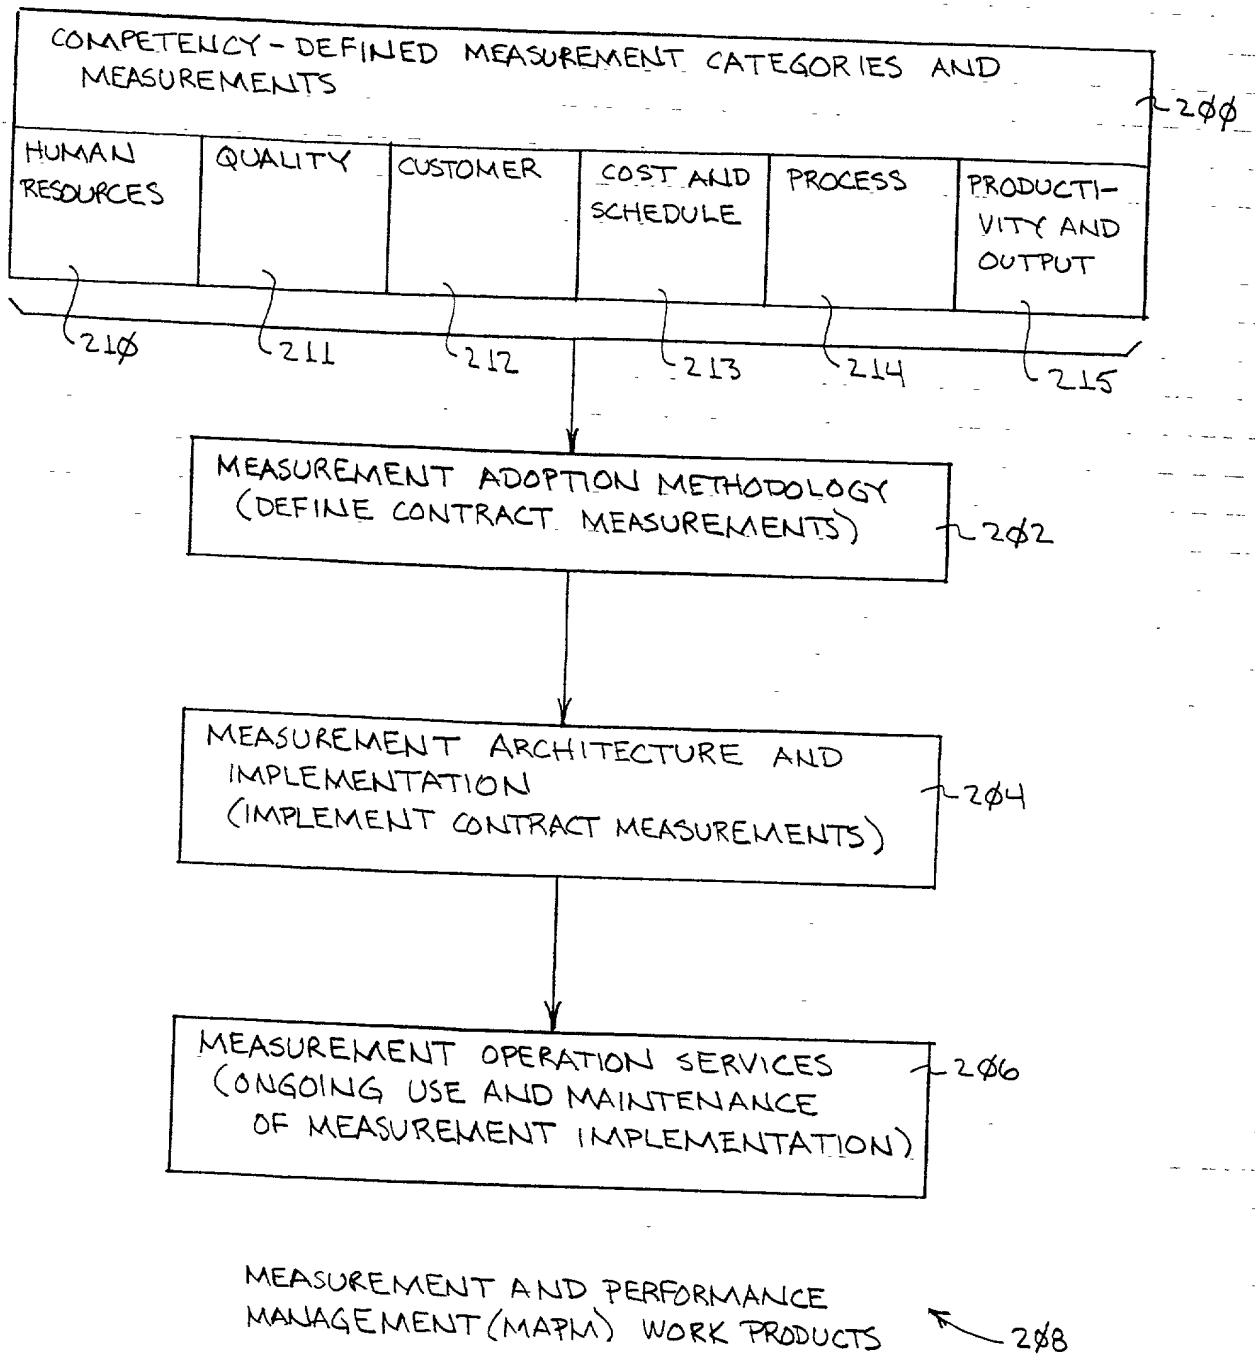 COMPETENCY-DEFINED MEASUREMENT CATEGORIES AND
MEASUREMENTS
200
HUMAN
RESOURCES
QUALITY
CUSTOMER
COST AND
SCHEDULE
PROCESS
PRODUCTI-
VITY AND
OUTPUT
210
211
212
213
214
215
MEASUREMENT ADOPTION METHODOLOGY
(DEFINE CONTRACT MEASUREMENTS)
202
MEASUREMENT ARCHITECTURE AND
IMPLEMENTATION
(IMPLEMENT CONTRACT MEASUREMENTS)
204
MEASUREMENT OPERATION SERVICES
(ONGOING USE AND MAINTENANCE
OF MEASUREMENT IMPLEMENTATION)
206
MEASUREMENT AND PERFORMANCE
MANAGEMENT (MAPM) WORK PRODUCTS
208